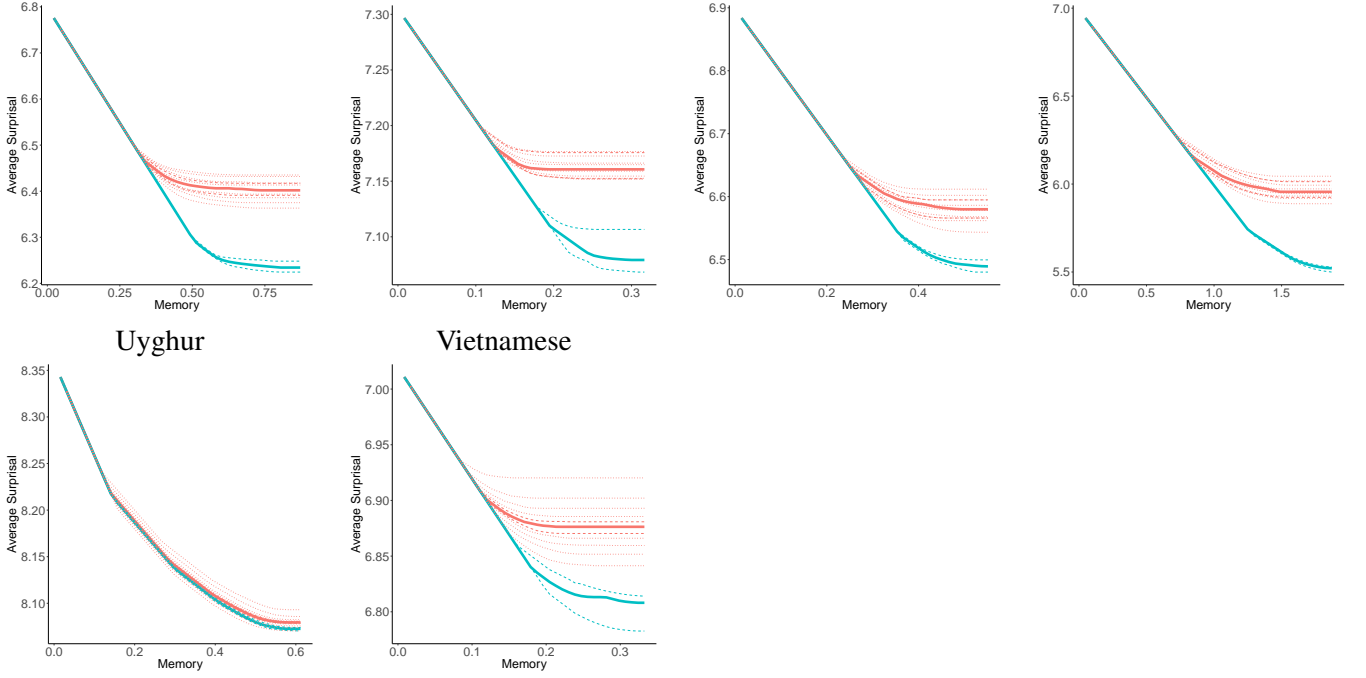 6.8
6.7
6.6
6.5
6.4
6.3
6.2
0.00 0.25 0.50 0.75
Memory
Average Surprisal
7.30
7.25
7.20
7.15
7.10
0.0 0.1 0.2 0.3
Memory
Average Surprisal
6.9
6.8
6.7
6.6
6.5
0.0 0.2 0.4
Memory
Average Surprisal
7.0
6.5
6.0
5.5
0.0 0.5 1.0 1.5
Memory
Average Surprisal
Uyghur
Vietnamese
8.35
8.30
8.25
8.20
8.15
8.10
0.0 0.2 0.4 0.6
Memory
Average Surprisal
7.00
6.95
6.90
6.85
6.80
0.0 0.1 0.2 0.3
Memory
Average Surprisal